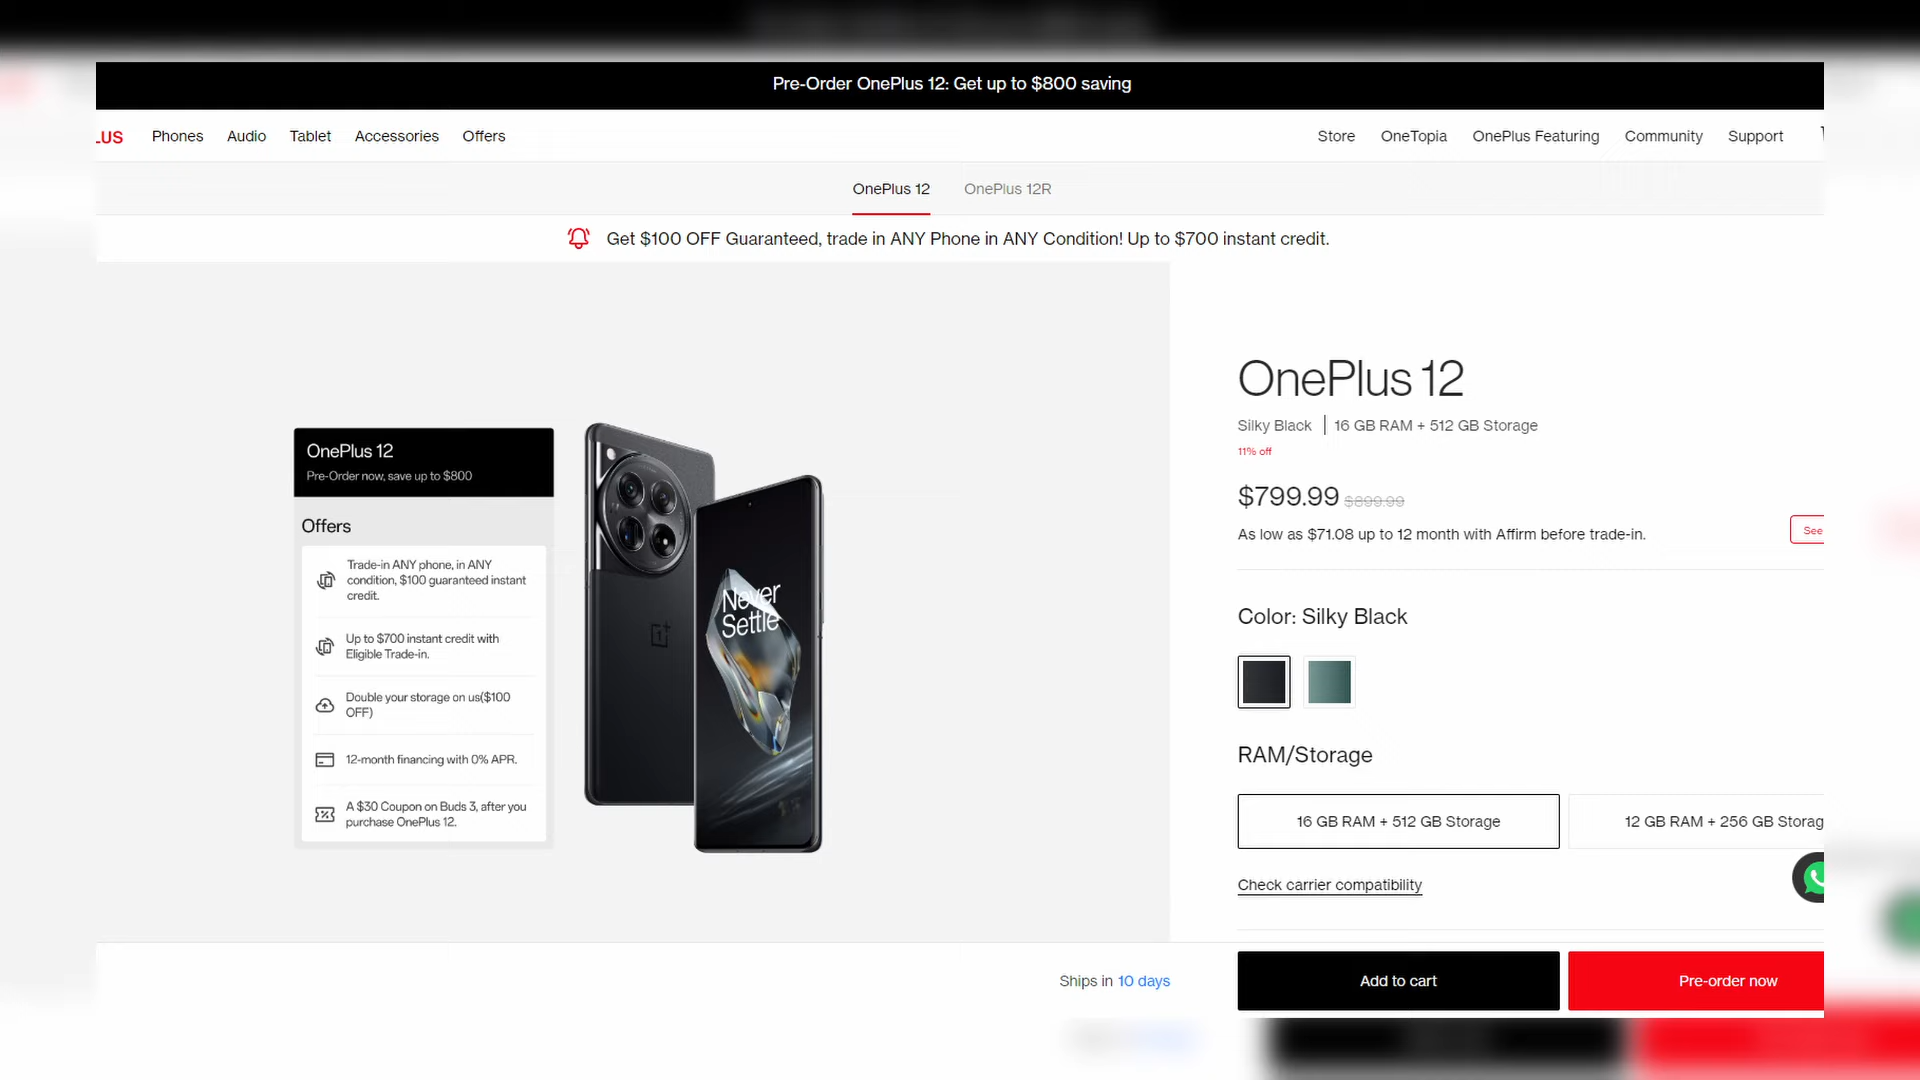 Pre-Order OnePlus 12: Get up to $800 saving
LUS Phones Audio Tablet Accessories Offers Store OneTopia OnePlus Featuring Community Support
OnePlus 12 OnePlus 12R
Get $100 OFF Guaranteed, trade in ANY Phone in ANY Condition! Up to $700 instant credit.
OnePlus 12
Pre-Order now, save up to $800
Offers
Trade-in ANY phone, in ANY
condition, $100 guaranteed instant
credit.
Up to $700 instant credit with
Eligible Trade-in.
Double your storage on us($100
OFF)
12-month financing with 0% APR.
A $30 Coupon on Buds 3, after you
purchase OnePlus 12.
Never
Settle
OnePlus 12
Silky Black 16 GB RAM + 512 GB Storage
11% off
$799.99 $899.99
As low as $71.08 up to 12 month with Affirm before trade-in.
See
Color: Silky Black
RAM/Storage
16 GB RAM + 512 GB Storage 12 GB RAM + 256 GB Storag
Check carrier compatibility
Ships in 10 days
Add to cart
Pre-order now